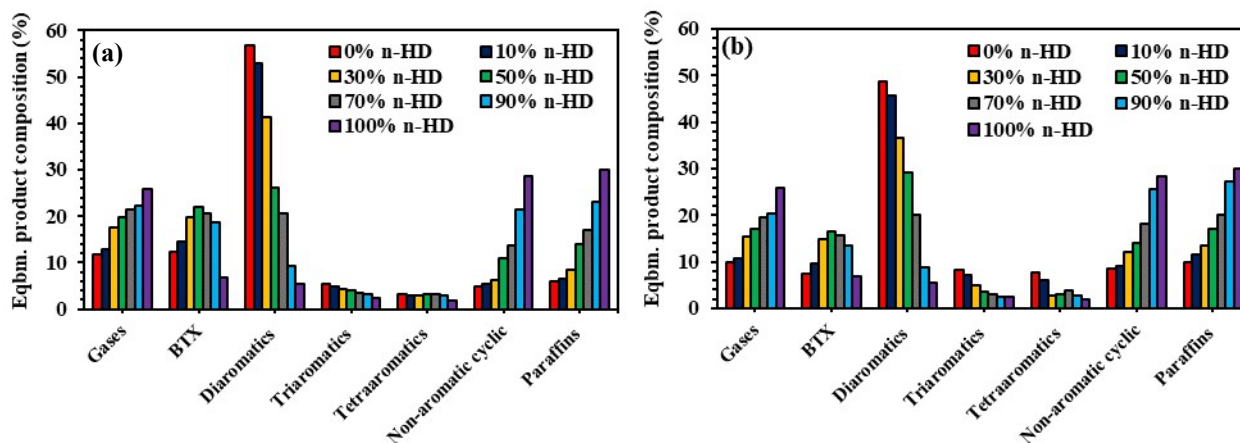 Eqbm. product composition (%)
60
50
40
30
20
10
0
(a)
0% n-HD
10% n-HD
30% n-HD
50% n-HD
70% n-HD
90% n-HD
100% n-HD
Gases
BTX
Diaromatics
Triaromatics
Tetraaromatics
Non-aromatic cyclic
Paraffins
Eqbm. product composition (%)
60
50
40
30
20
10
0
(b)
0% n-HD
10% n-HD
30% n-HD
50% n-HD
70% n-HD
90% n-HD
100% n-HD
Gases
BTX
Diaromatics
Triaromatics
Tetraaromatics
Non-aromatic cyclic
Paraffins